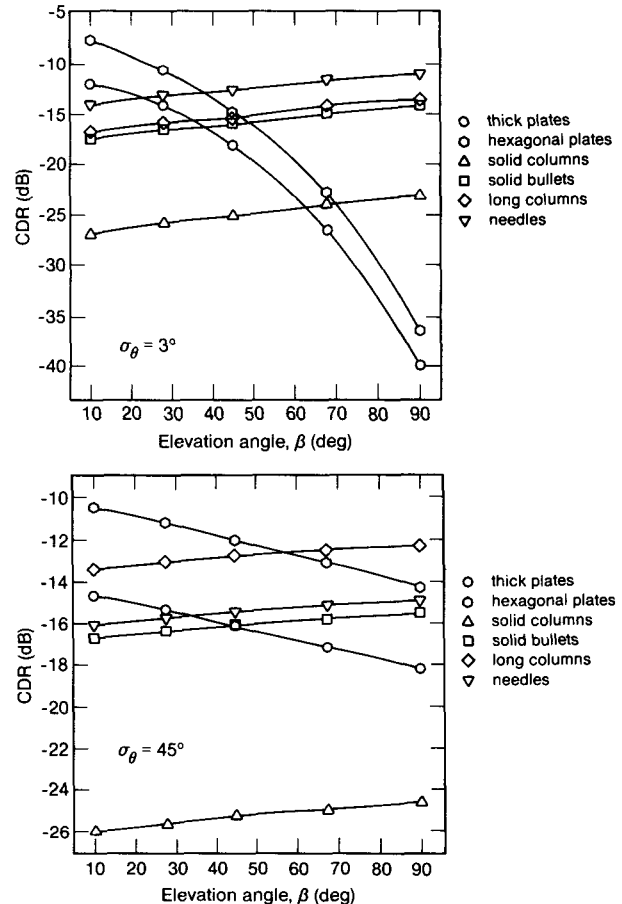 -5
-10
-15
-20
-25
-30
-35
-40
CDR (dB)
σθ = 3°
10 20 30 40 50 60 70 80 90
Elevation angle, β (deg)
thick plates
hexagonal plates
solid columns
solid bullets
long columns
needles
-10
-12
-14
-16
-18
-20
-22
-24
-26
CDR (dB)
σθ = 45°
10 20 30 40 50 60 70 80 90
Elevation angle, β (deg)
thick plates
hexagonal plates
solid columns
solid bullets
long columns
needles